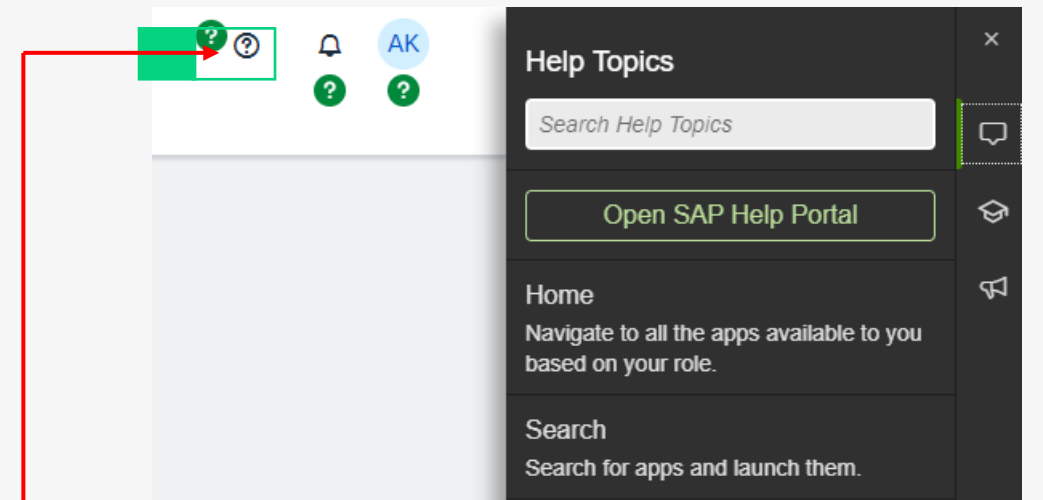 AK
Help Topics
Search Help Topics
Open SAP Help Portal
Home
Navigate to all the apps available to you
based on your role.
Search
Search for apps and launch them.